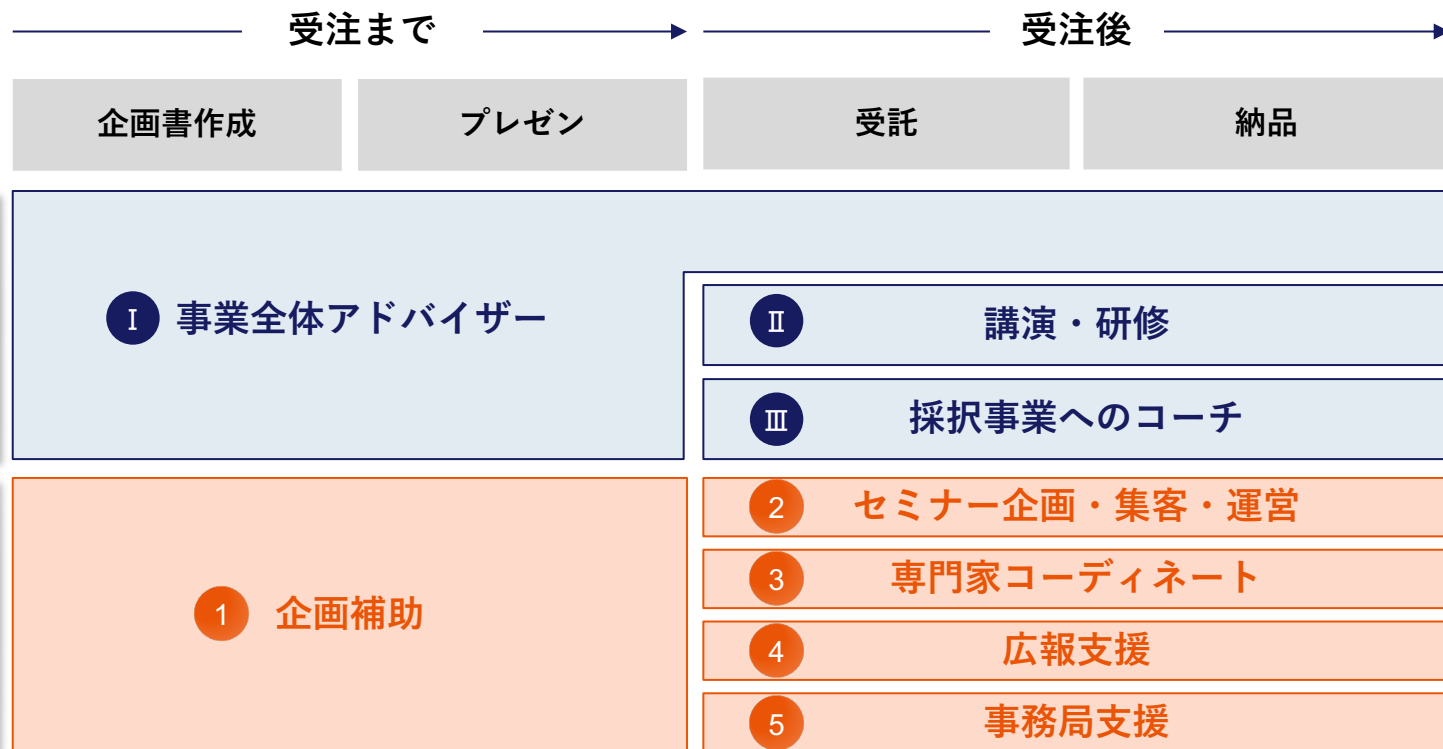 受注まで
受注後
企画書作成
プレゼン
受託
納品
Ⅰ 事業全体アドバイザー
Ⅱ 講演・研修
Ⅲ 採択事業へのコーチ
1 企画補助
2 セミナー企画・集客・運営
3 専門家コーディネート
4 広報支援
5 事務局支援